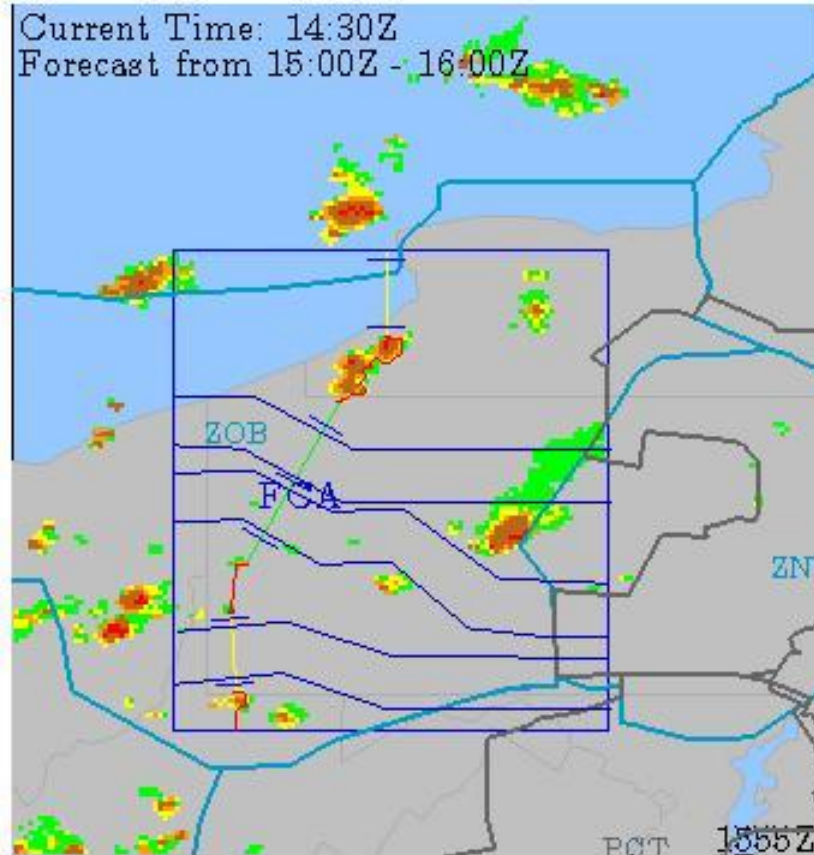 Current Time: 14:30Z
Forecast from 15:00Z - 16:00Z
ZOB
FCA
ZN
PCT
1555Z